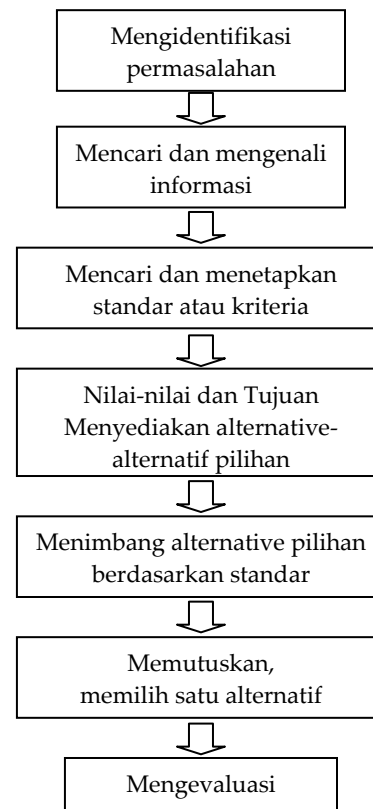 Mengidentifikasi
permasalahan
Mencari dan mengenali
informasi
Mencari dan menetapkan
standar atau kriteria
Nilai-nilai dan Tujuan
Menyediakan alternative-
alternatif pilihan
Menimbang alternative pilihan
berdasarkan standar
Memutuskan,
memilih satu alternatif
Mengevaluasi